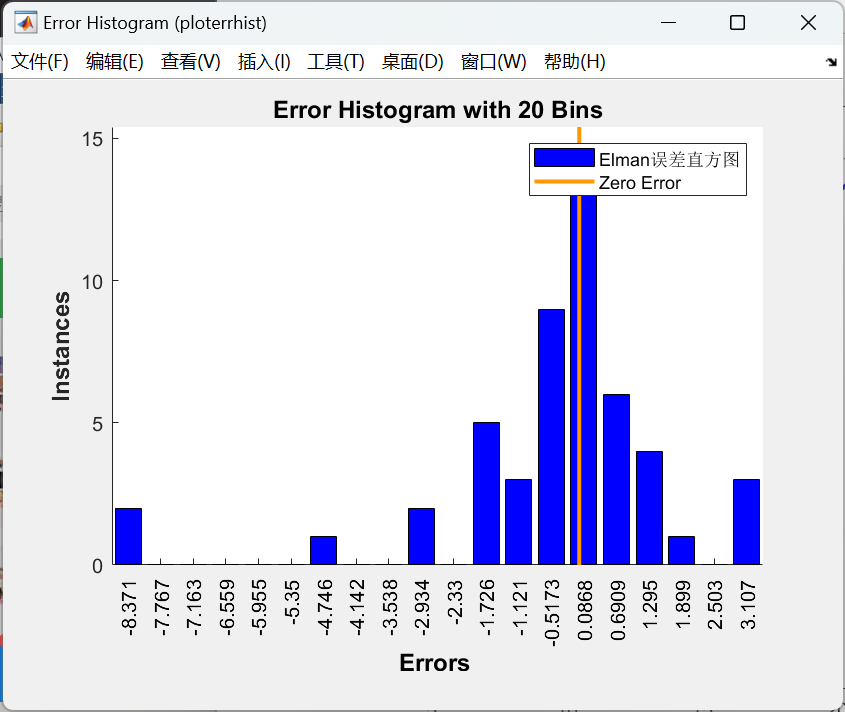 Error Histogram (ploterrhist)
文件(F) 编辑(E) 查看(V) 插入(I) 工具(T) 桌面(D) 窗口(W) 帮助(H)
Error Histogram with 20 Bins
Elman误差直方图
Zero Error
15
10
5
0
Instances
-8.371 -7.767 -7.163 -6.559 -5.955 -5.35 -4.746 -4.142 -3.538 -2.934 -2.33 -1.726 -1.121 -0.5173 0.0868 0.6909 1.295 1.899 2.503 3.107
Errors